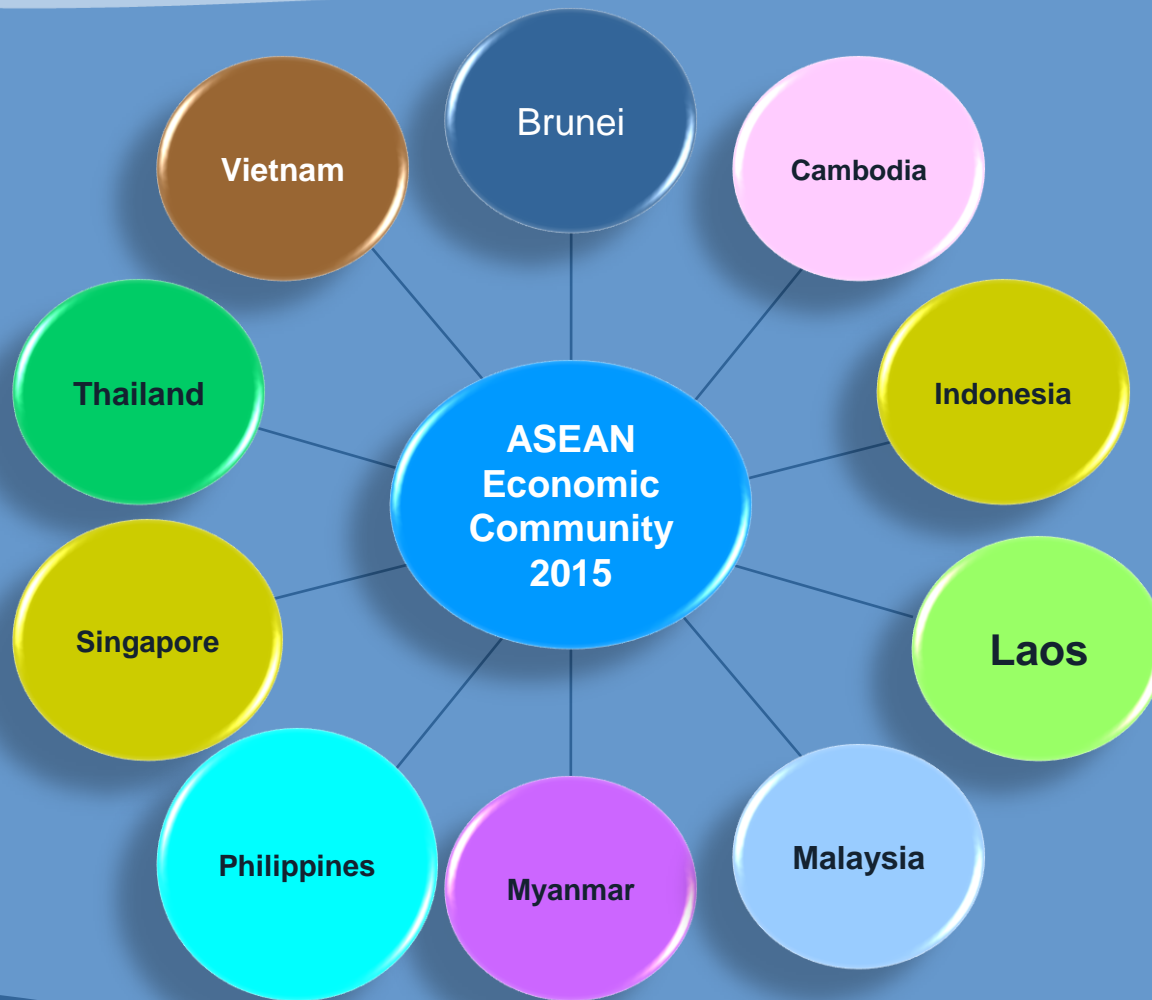 Brunei
Vietnam
Cambodia
Thailand
Indonesia
ASEAN
Economic
Community
2015
Singapore
Laos
Philippines
Myanmar
Malaysia